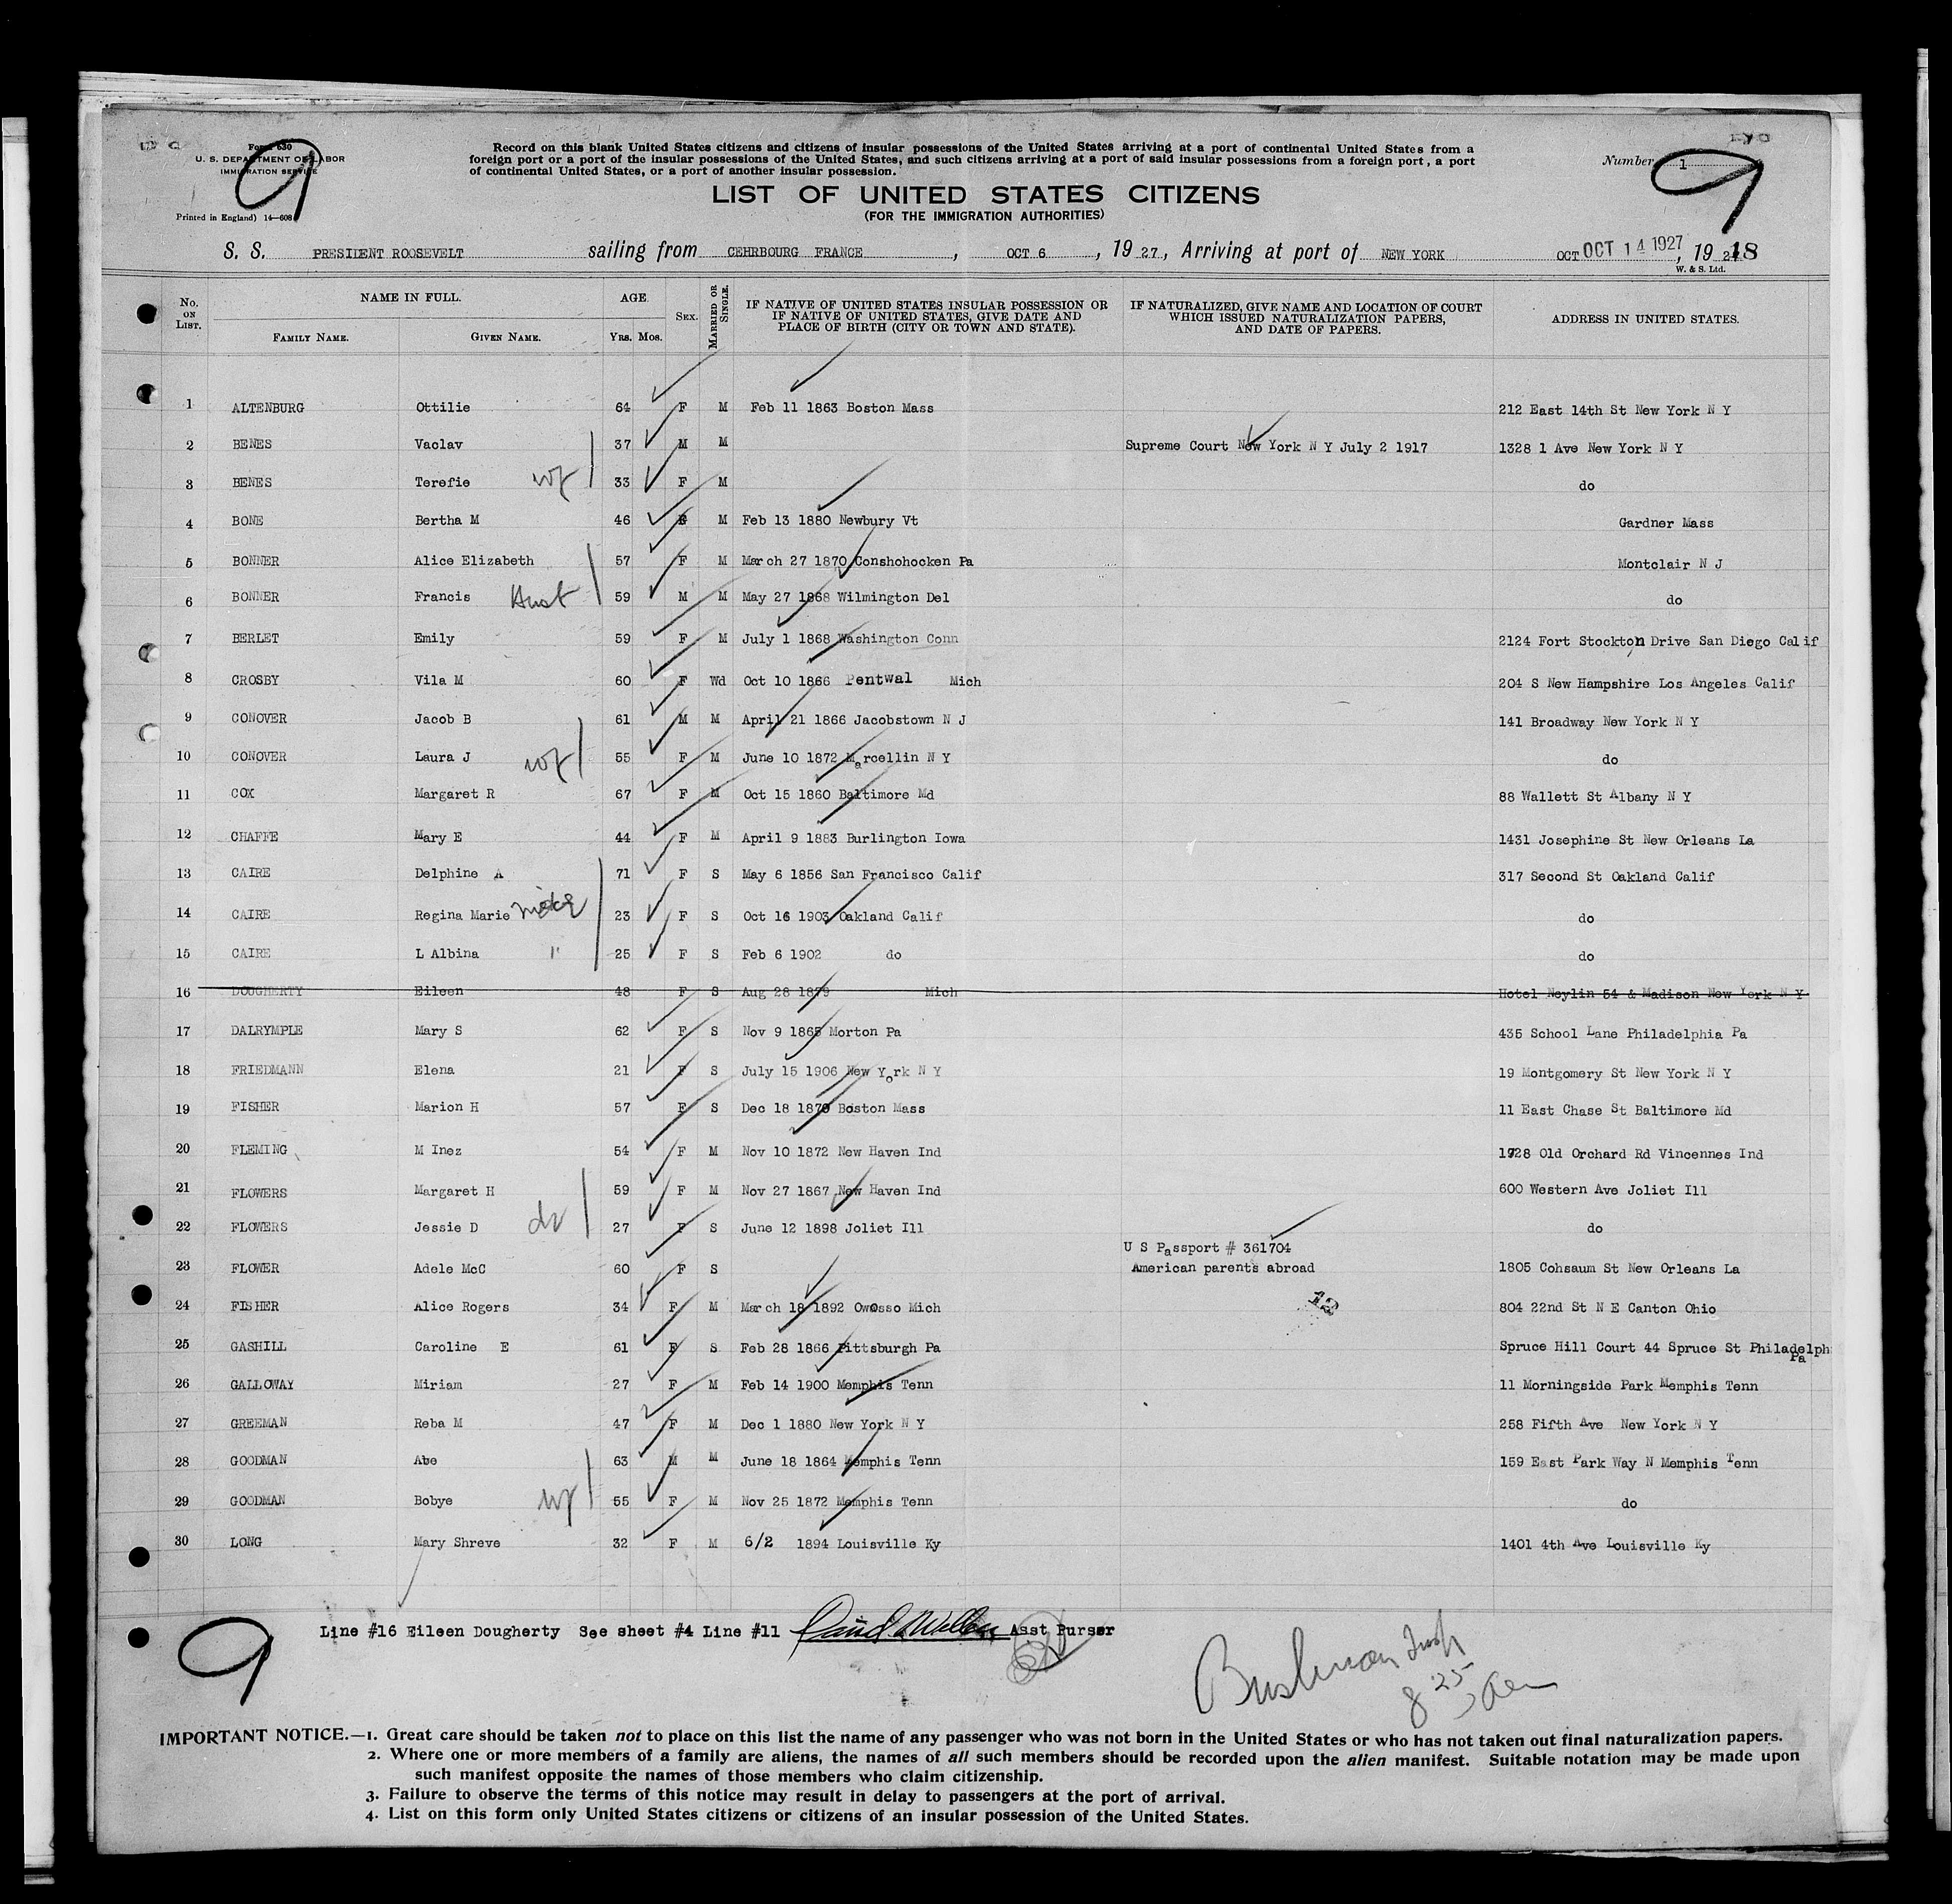 Form 630
U. S. DEPARTMENT OF LABOR
IMMIGRATION SERVICE
Printed in England) 14—608
9
Record on this blank United States citizens and citizens of insular possessions of the United States arriving at a port of continental United States from a
foreign port or a port of the insular possessions of the United States, and such citizens arriving at a port of said insular possessions from a foreign port, a port
of continental United States, or a port of another insular possession.
Number 1
9
LIST OF UNITED STATES CITIZENS
(FOR THE IMMIGRATION AUTHORITIES)
S. S. PRESIDENT ROOSEVELT sailing from CEHRBOURG FRANCE, OCT 6, 1927, Arriving at port of NEW YORK OCT OCT 14 1927, 19 18
W. & S. Ltd.
No. ON LIST. NAME IN FULL. FAMILY NAME. GIVEN NAME. AGE YRS. MOS. SEX. MARRIED OR SINGLE. IF NATIVE OF UNITED STATES INSULAR POSSESSION OR IF NATIVE OF UNITED STATES, GIVE DATE AND PLACE OF BIRTH (CITY OR TOWN AND STATE). IF NATURALIZED, GIVE NAME AND LOCATION OF COURT WHICH ISSUED NATURALIZATION PAPERS, AND DATE OF PAPERS. ADDRESS IN UNITED STATES.
1 ALTENBURG Ottilie 64 F M Feb 11 1863 Boston Mass 212 East 14th St New York N Y
2 BENES Vaclav 37 M M Supreme Court New York N Y July 2 1917 1328 1 Ave New York N Y
3 BENES Terefie wf 33 F M do
4 BONE Bertha M 46 F M Feb 13 1880 Newbury Vt Gardner Mass
5 BONNER Alice Elizabeth 57 F M March 27 1870 Conshohocken Pa Montclair N J
6 BONNER Francis Hust 59 M M May 27 1868 Wilmington Del do
7 BERLET Emily 59 F M July 1 1868 Washington Conn 2124 Fort Stockton Drive San Diego Calif
8 CROSBY Vila M 60 F Wd Oct 10 1866 Pentwal Mich 204 S New Hampshire Los Angeles Calif
9 CONOVER Jacob B 61 M M April 21 1866 Jacobstown N J 141 Broadway New York N Y
10 CONOVER Laura J wf 55 F M June 10 1872 Marcellin N Y do
11 COX Margaret R 67 F M Oct 15 1860 Baltimore Md 88 Wallett St Albany N Y
12 CHAFFE Mary E 44 F M April 9 1883 Burlington Iowa 1431 Josephine St New Orleans La
13 CAIRE Delphine A 71 F S May 6 1856 San Francisco Calif 317 Second St Oakland Calif
14 CAIRE Regina Marie niece 23 F S Oct 16 1903 Oakland Calif do
15 CAIRE L Albina " 25 F S Feb 6 1902 do do
16 DOUGHERTY Eileen 48 F S Aug 28 1879 Mich Hotel Neylin 54 & Madison New York N Y
17 DALRYMPLE Mary S 62 F S Nov 9 1865 Morton Pa 435 School Lane Philadelphia Pa
18 FRIEDMANN Elena 21 F S July 15 1906 New York N Y 19 Montgomery St New York N Y
19 FISHER Marion H 57 F S Dec 18 1870 Boston Mass 11 East Chase St Baltimore Md
20 FLEMING M Inez 54 F M Nov 10 1872 New Haven Ind 1928 Old Orchard Rd Vincennes Ind
21 FLOWERS Margaret H 59 F M Nov 27 1867 New Haven Ind 600 Western Ave Joliet Ill
22 FLOWERS Jessie D da 27 F S June 12 1898 Joliet Ill do
U S Passport # 361704
23 FLOWER Adele McC 60 F S American parents abroad 1805 Cohsaum St New Orleans La
24 FISHER Alice Rogers 34 F M March 18 1892 Owosso Mich 12 804 22nd St N E Canton Ohio
25 GASHILL Caroline E 61 F S Feb 28 1866 Pittsburgh Pa Spruce Hill Court 44 Spruce St Philadelph Pa
26 GALLOWAY Miriam 27 F M Feb 14 1900 Memphis Tenn 11 Morningside Park Memphis Tenn
27 GREEMAN Reba M 47 F M Dec 1 1880 New York N Y 258 Fifth Ave New York N Y
28 GOODMAN Abe 63 M M June 18 1864 Memphis Tenn 159 East Park Way N Memphis Tenn
29 GOODMAN Bobye wf 55 F M Nov 25 1872 Memphis Tenn do
30 LONG Mary Shreve 32 F M 6/2 1894 Louisville Ky 1401 4th Ave Louisville Ky
Line #16 Eileen Dougherty See sheet #4 Line #11 Asst Purser
9
Bushman Insp
8 25
IMPORTANT NOTICE.—1. Great care should be taken not to place on this list the name of any passenger who was not born in the United States or who has not taken out final naturalization papers.
2. Where one or more members of a family are aliens, the names of all such members should be recorded upon the alien manifest. Suitable notation may be made upon
such manifest opposite the names of those members who claim citizenship.
3. Failure to observe the terms of this notice may result in delay to passengers at the port of arrival.
4. List on this form only United States citizens or citizens of an insular possession of the United States.